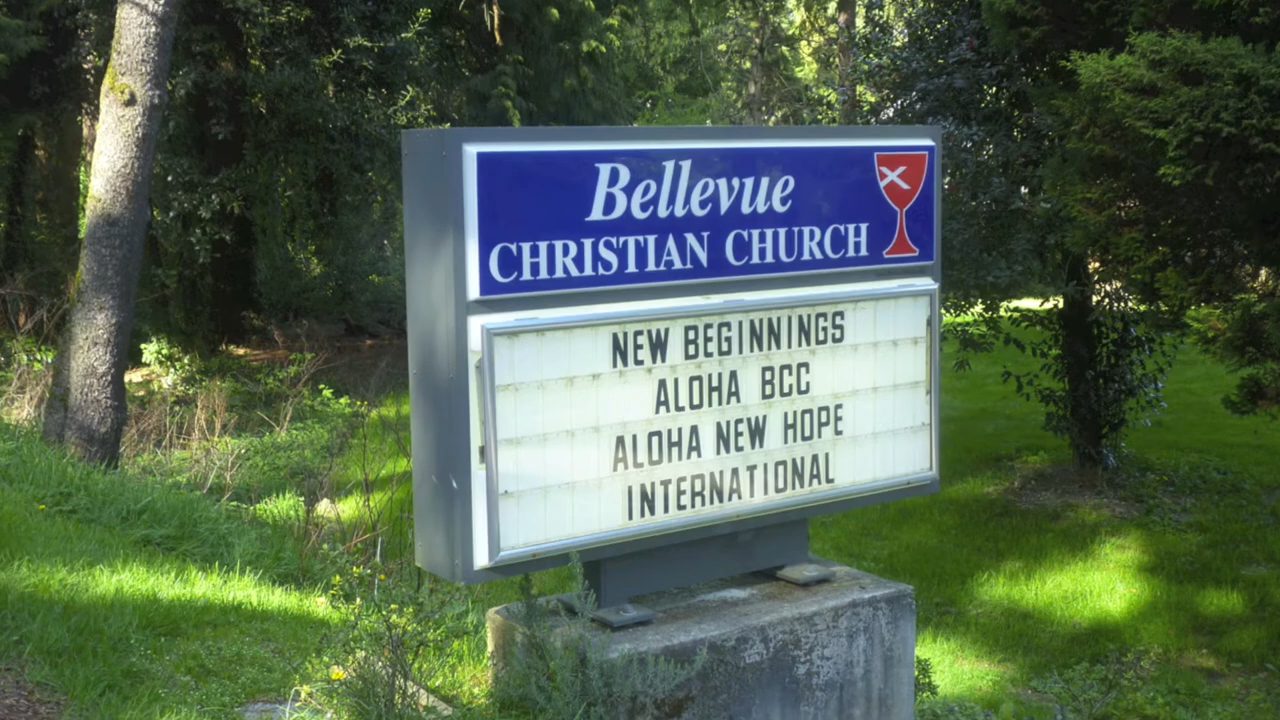 Bellevue
CHRISTIAN CHURCH
NEW BEGINNINGS
ALOHA BCC
ALOHA NEW HOPE
INTERNATIONAL